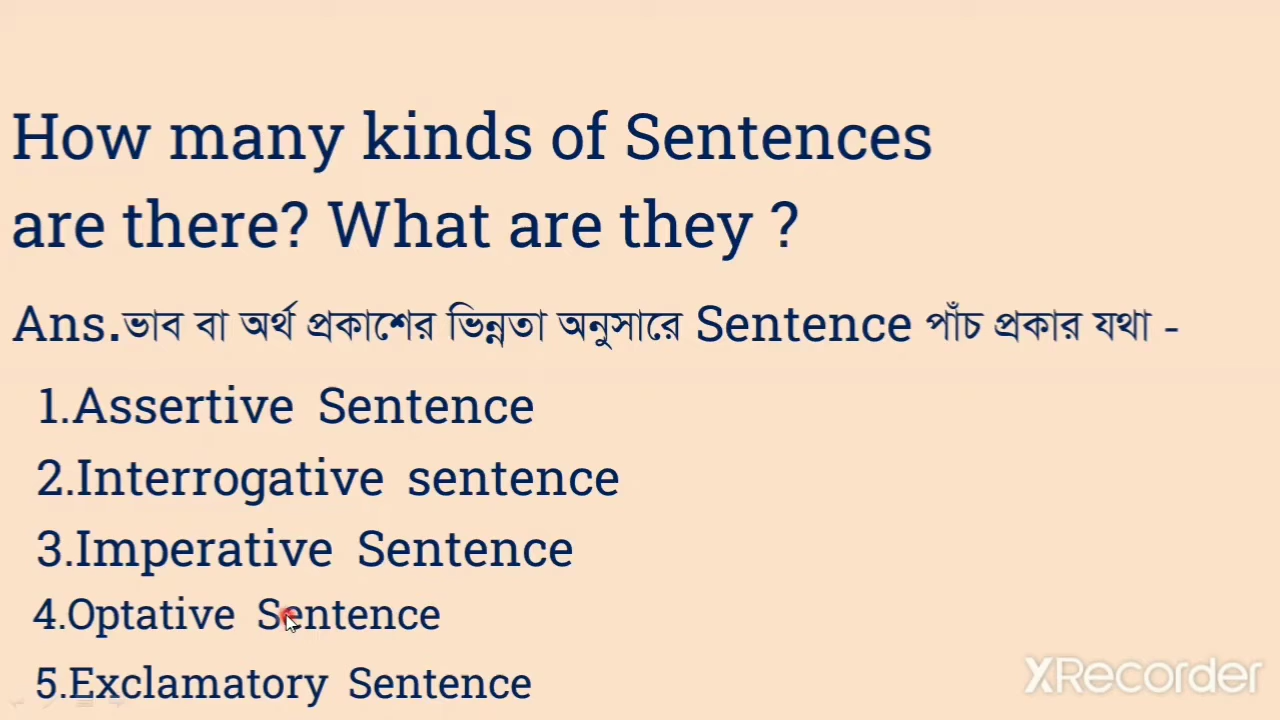 How many kinds of Sentences
are there? What are they ?
Ans.ভাব বা অর্থ প্রকাশের ভিন্নতা অনুসারে Sentence পাঁচ প্রকার যথা -
1.Assertive Sentence
2.Interrogative sentence
3.Imperative Sentence
4.Optative Sentence
5.Exclamatory Sentence
XRecorder